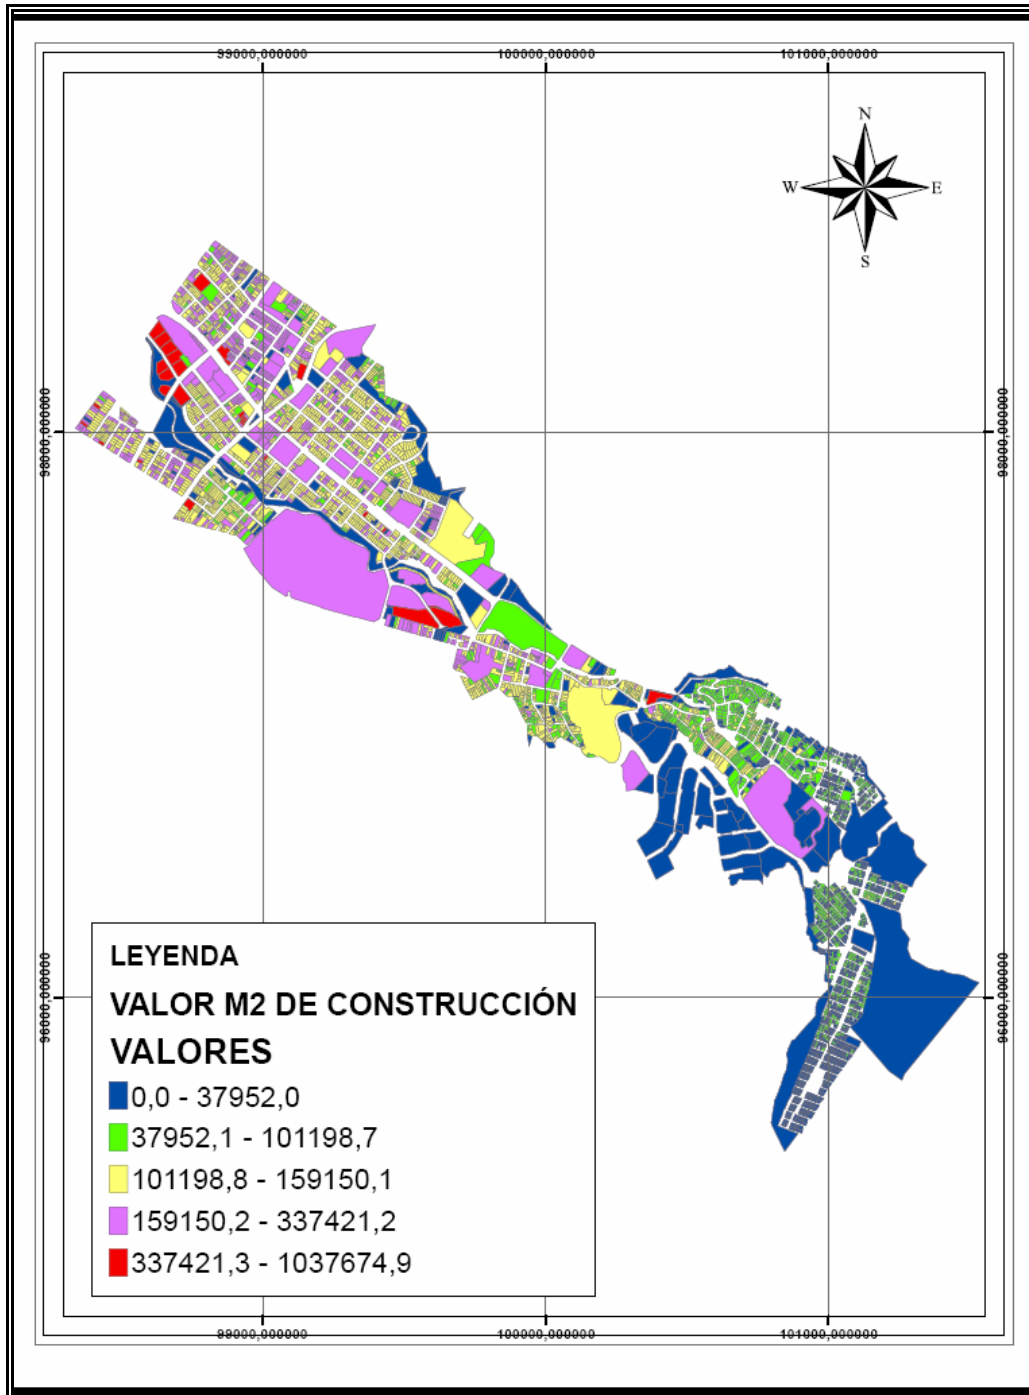 99000,000000 100000,000000 101000,000000
N
W E
S
98000,000000 98000,000000
LEYENDA
VALOR M2 DE CONSTRUCCIÓN
VALORES
0,0 - 37952,0
37952,1 - 101198,7
101198,8 - 159150,1
159150,2 - 337421,2
337421,3 - 1037674,9
96000,000000 96000,000000
99000,000000 100000,000000 101000,000000